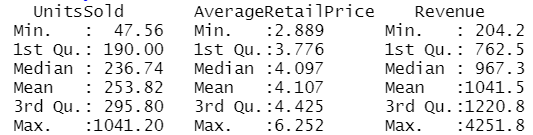 UnitsSold AverageRetailPrice Revenue
Min. : 47.56 Min. :2.889 Min. : 204.2
1st Qu.: 190.00 1st Qu.:3.776 1st Qu.: 762.5
Median : 236.74 Median :4.097 Median : 967.3
Mean : 253.82 Mean :4.107 Mean :1041.5
3rd Qu.: 295.80 3rd Qu.:4.425 3rd Qu.:1220.8
Max. :1041.20 Max. :6.252 Max. :4251.8